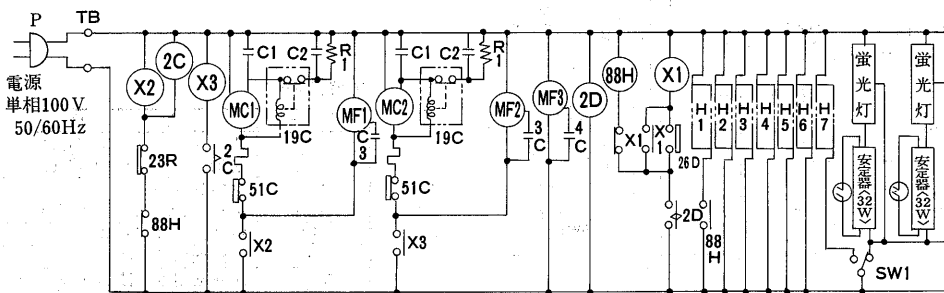 P
TB
電源
単相100V
50/60Hz
X2
2C
X3
MC1
C1
C2
R
1
19C
MF1
C
3
MC2
C1
C2
R
1
19C
MF2
3
C
MF3
4
C
2D
88H
X1
H
1
H
2
H
3
H
4
H
5
H
6
H
7
蛍光灯
蛍光灯
23R
2
C
51C
51C
X1
X
1
26D
安定器〈32W〉
安定器〈32W〉
88H
X2
X3
2D
88
H
SW1